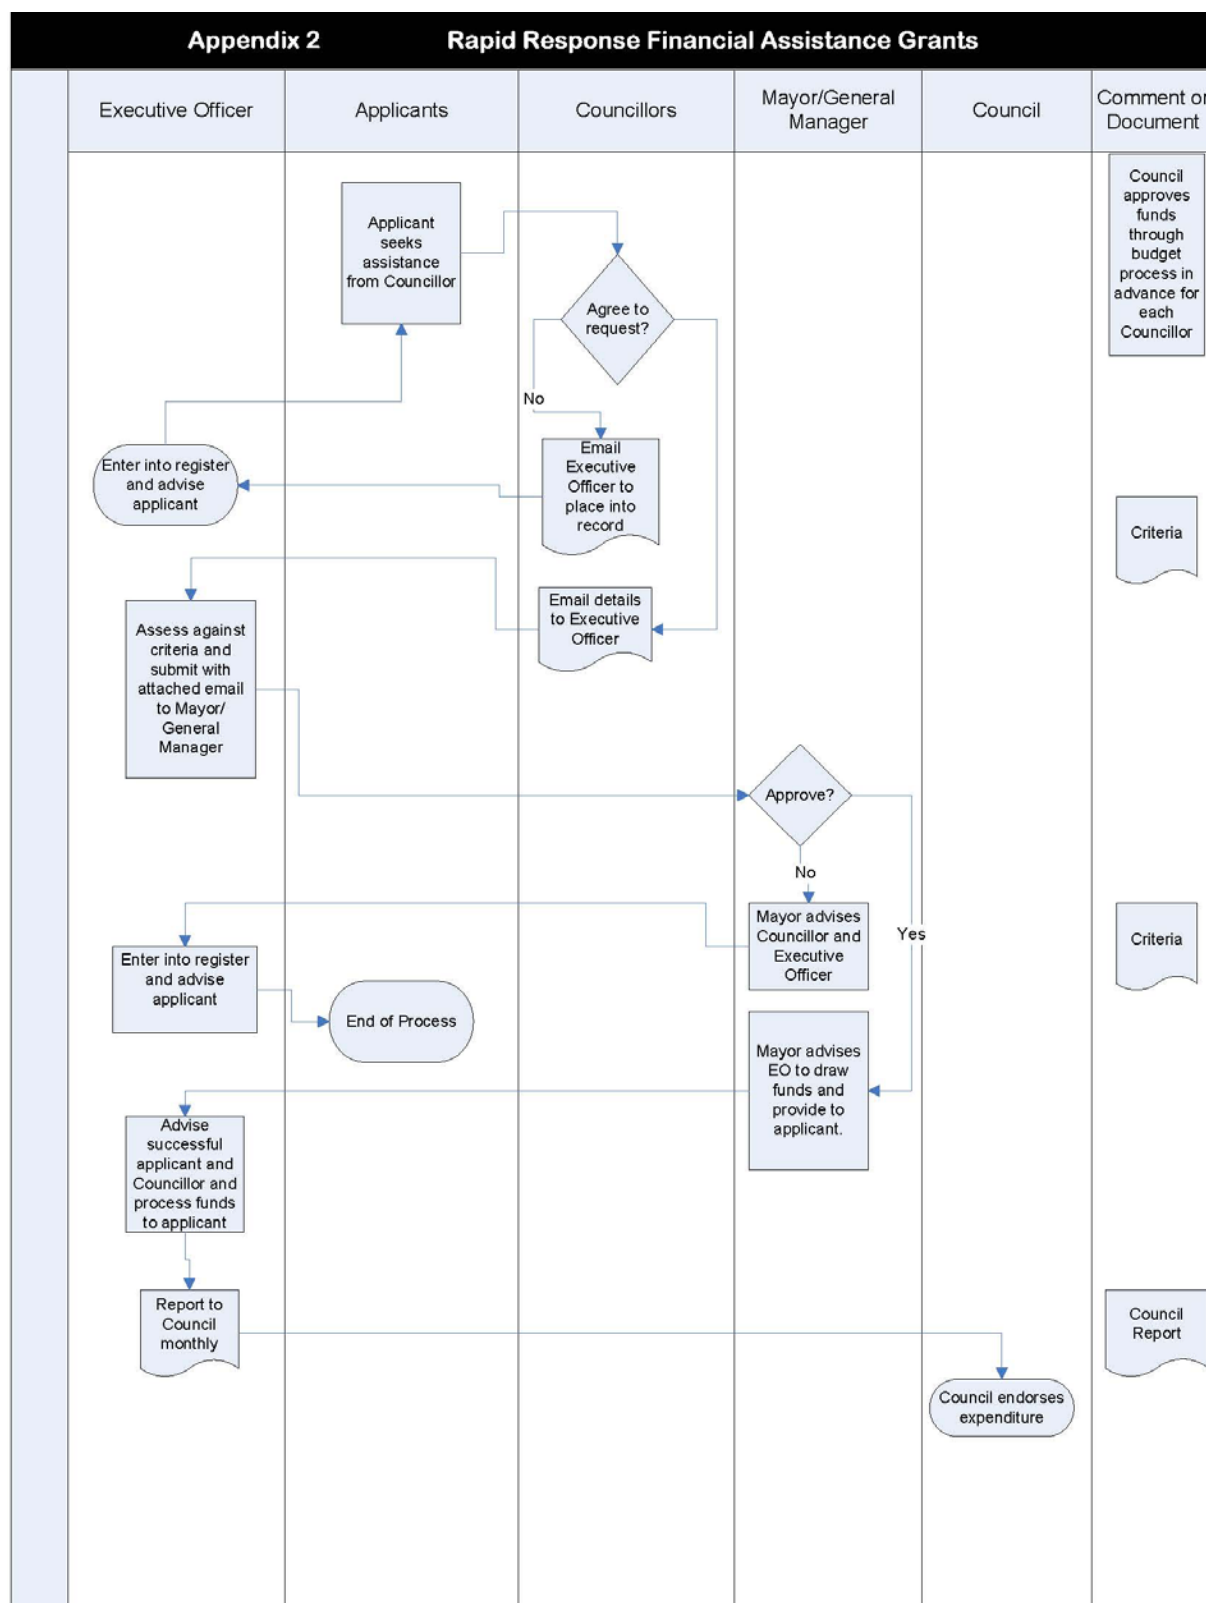 Appendix 2 Rapid Response Financial Assistance Grants
Executive Officer
Applicants
Councillors
Mayor/General
Manager
Council
Comment or
Document
Council
approves
funds
through
budget
process in
advance for
each
Councillor
Applicant
seeks
assistance
from Councillor
Agree to
request?
No
Email
Executive
Officer to
place into
record
Enter into register
and advise
applicant
Criteria
Email details
to Executive
Officer
Assess against
criteria and
submit with
attached email
to Mayor/
General
Manager
Approve?
No
Yes
Mayor advises
Councillor and
Executive
Officer
Criteria
Enter into register
and advise
applicant
End of Process
Mayor advises
EO to draw
funds and
provide to
applicant.
Advise
successful
applicant and
Councillor and
process funds
to applicant
Report to
Council
monthly
Council
Report
Council endorses
expenditure